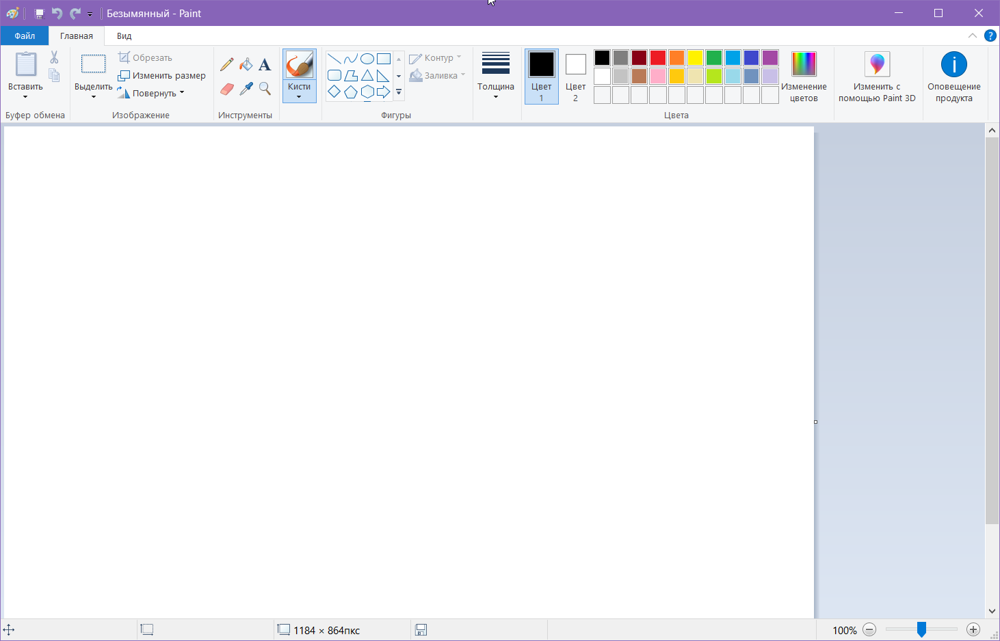 Безымянный - Paint
Файл
Главная
Вид
Вставить
Буфер обмена
Выделить
Обрезать
Изменить размер
Повернуть
Изображение
A
Инструменты
Кисти
Контур
Заливка
Фигуры
Толщина
Цвет
1
Цвет
2
Изменение
цветов
Цвета
Изменить с
помощью Paint 3D
Оповещение
продукта
1184 × 864пкс
100%